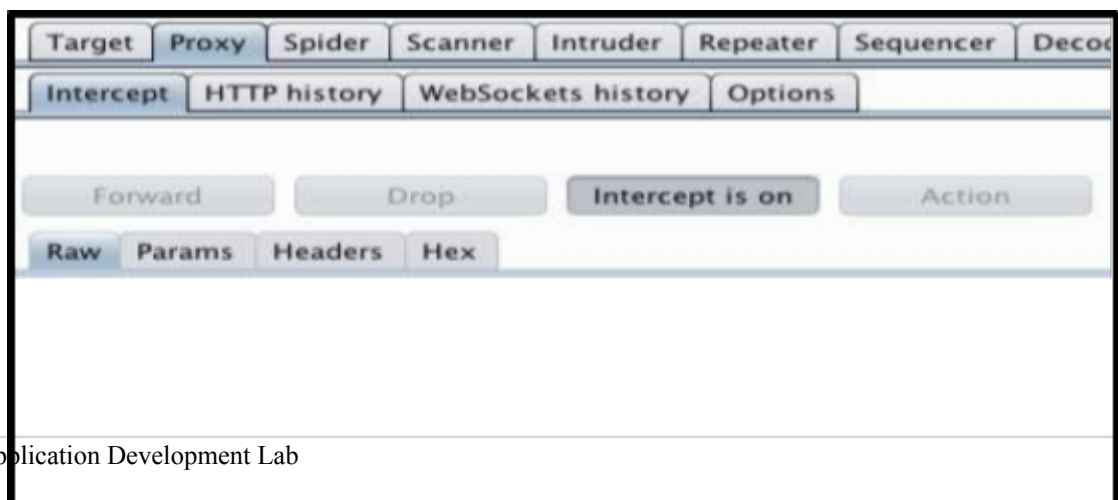 Target Proxy Spider Scanner Intruder Repeater Sequencer
Intercept HTTP history WebSockets history Options
Forward Drop Intercept is on Action
Raw Params Headers Hex
Development Lab